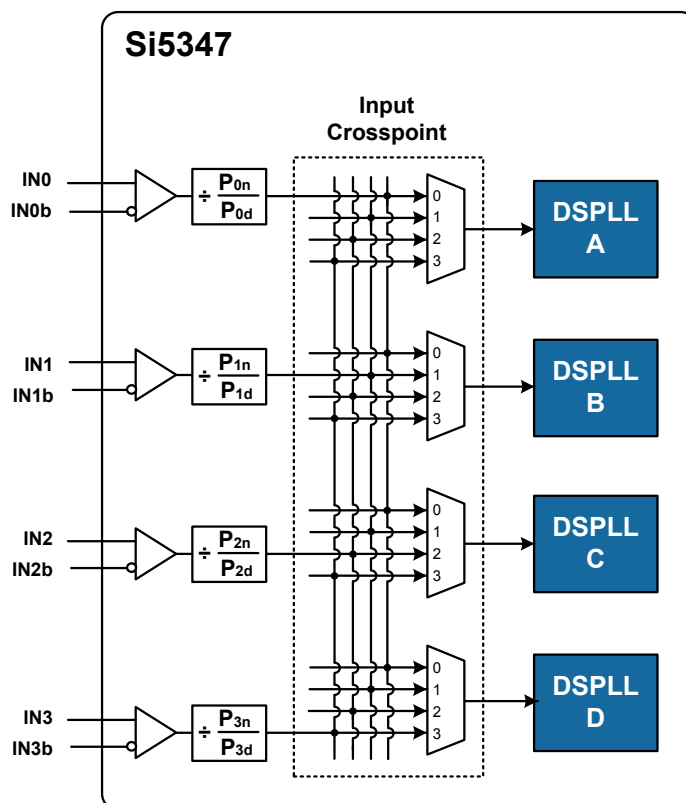 Si5347
Input
Crosspoint
IN0
IN0b
÷ P0n
P0d
0
1
2
3
DSPLL
A
IN1
IN1b
÷ P1n
P1d
0
1
2
3
DSPLL
B
IN2
IN2b
÷ P2n
P2d
0
1
2
3
DSPLL
C
IN3
IN3b
÷ P3n
P3d
0
1
2
3
DSPLL
D